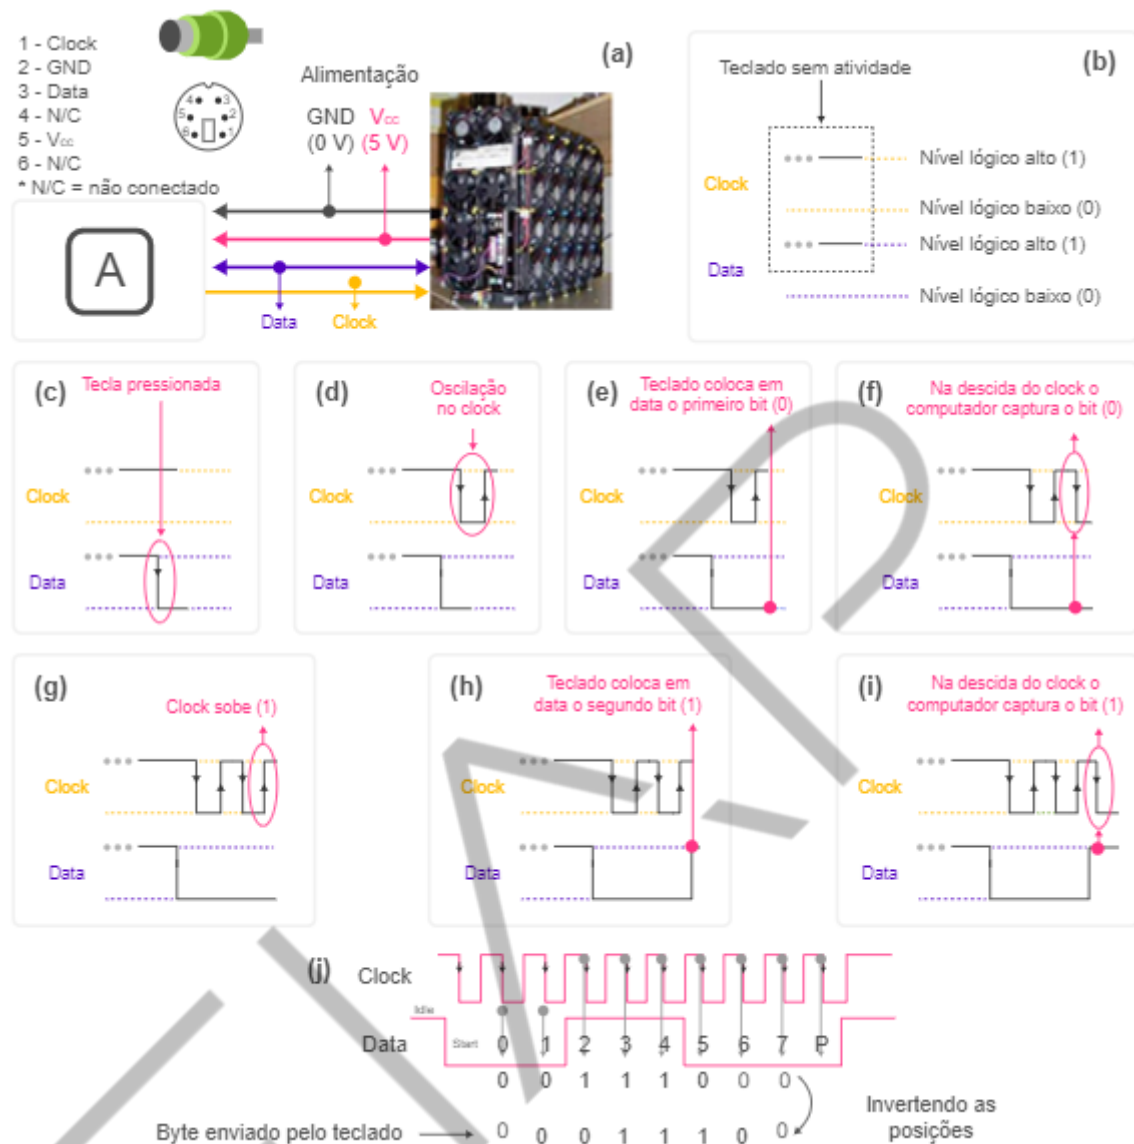 1 - Clock
2 - GND
3 - Data
4 - N/C
5 - Vcc
6 - N/C
* N/C = não conectado
4 3
5 2
6 1
Alimentação
GND Vcc
(0 V) (5 V)
(a)
A
Data
Clock
(b)
Teclado sem atividade
Clock
Nível lógico alto (1)
Nível lógico baixo (0)
Nível lógico alto (1)
Data
Nível lógico baixo (0)
(c)
Tecla pressionada
Clock
Data
(d)
Oscilação
no clock
Clock
Data
(e)
Teclado coloca em
data o primeiro bit (0)
Clock
Data
(f)
Na descida do clock o
computador captura o bit (0)
Clock
Data
(g)
Clock sobe (1)
Clock
Data
(h)
Teclado coloca em
data o segundo bit (1)
Clock
Data
(i)
Na descida do clock o
computador captura o bit (1)
Clock
Data
(j)
Clock
Idle
Data Start 0 1 2 3 4 5 6 7 P
0 0 1 1 1 0 0 0
Invertendo as
posições
Byte enviado pelo teclado 0 0 0 1 1 1 0 0